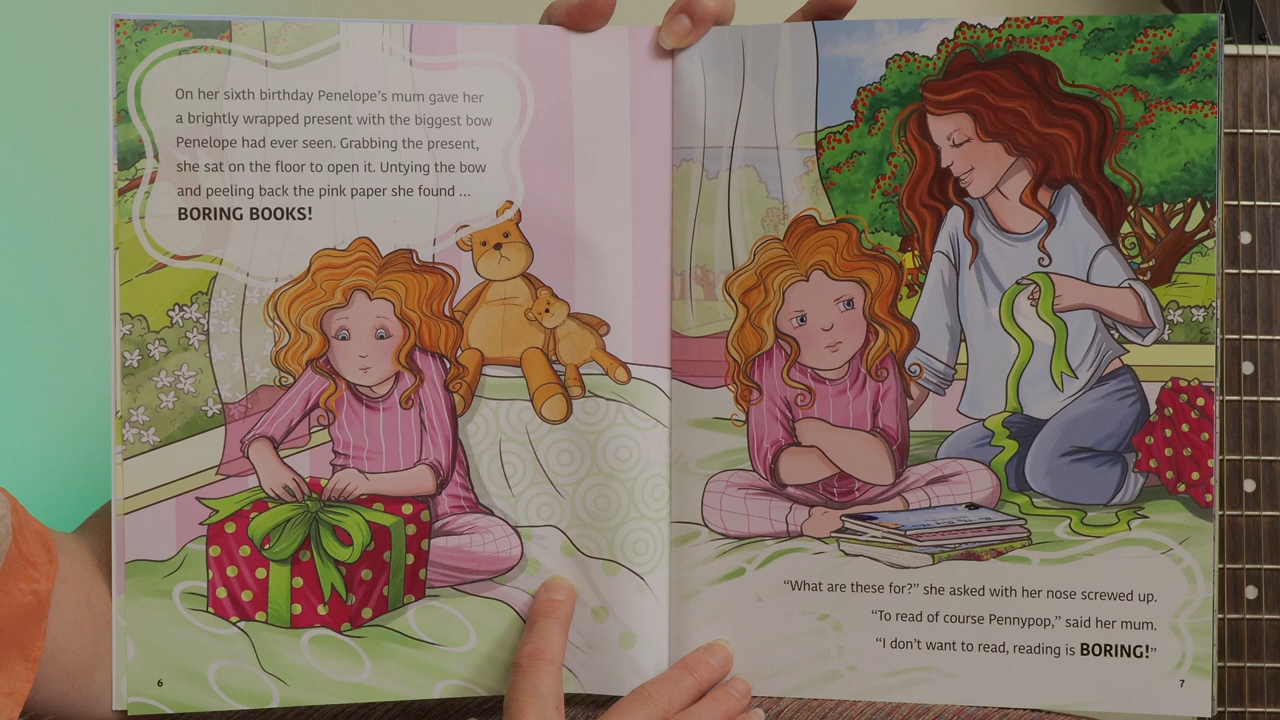 On her sixth birthday Penelope's mum gave her
a brightly wrapped present with the biggest bow
Penelope had ever seen. Grabbing the present,
she sat on the floor to open it. Untying the bow
and peeling back the pink paper she found ...
BORING BOOKS!
6
“What are these for?” she asked with her nose screwed up.
“To read of course Pennypop,” said her mum.
“I don't want to read, reading is BORING!”
7